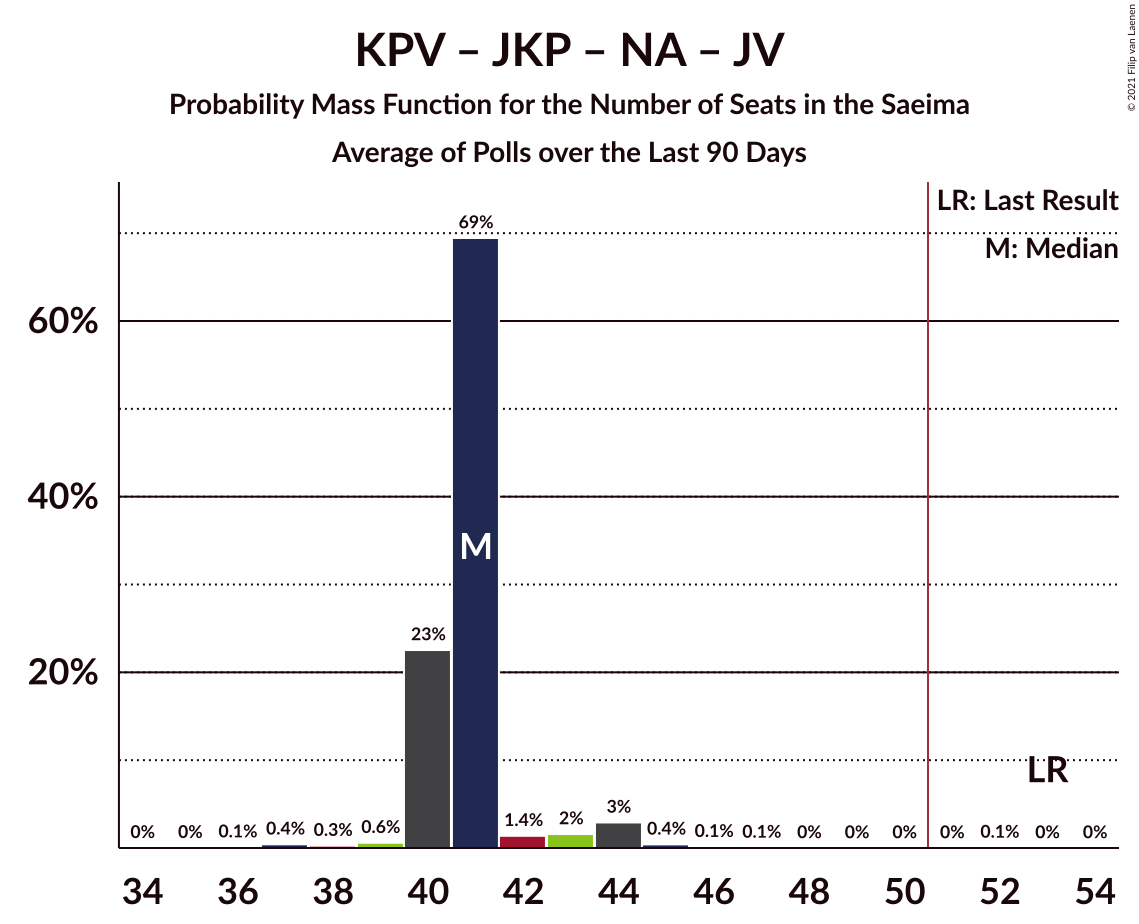 KPV – JKP – NA – JV
Probability Mass Function for the Number of Seats in the Saeima
Average of Polls over the Last 90 Days
© 2021 Filip van Laenen
LR: Last Result
M: Median
60%
40%
20%
69%
M
23%
LR
0% 0% 0.1% 0.4% 0.3% 0.6% 1.4% 2% 3% 0.4% 0.1% 0.1% 0% 0% 0% 0% 0.1% 0% 0%
34 36 38 40 42 44 46 48 50 52 54